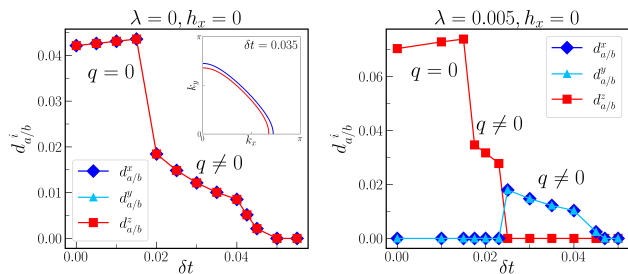 λ = 0, h_x = 0
d^i_{a/b}
0.04
0.03
0.02
0.01
0.00
q = 0
q ≠ 0
δt = 0.035
π
k_y
0
0
k_x
π
d^x_{a/b}
d^y_{a/b}
d^z_{a/b}
0.00
0.02
0.04
δt
λ = 0.005, h_x = 0
d^i_{a/b}
0.06
0.04
0.02
0.00
q = 0
q ≠ 0
q ≠ 0
d^x_{a/b}
d^y_{a/b}
d^z_{a/b}
0.00
0.02
0.04
δt